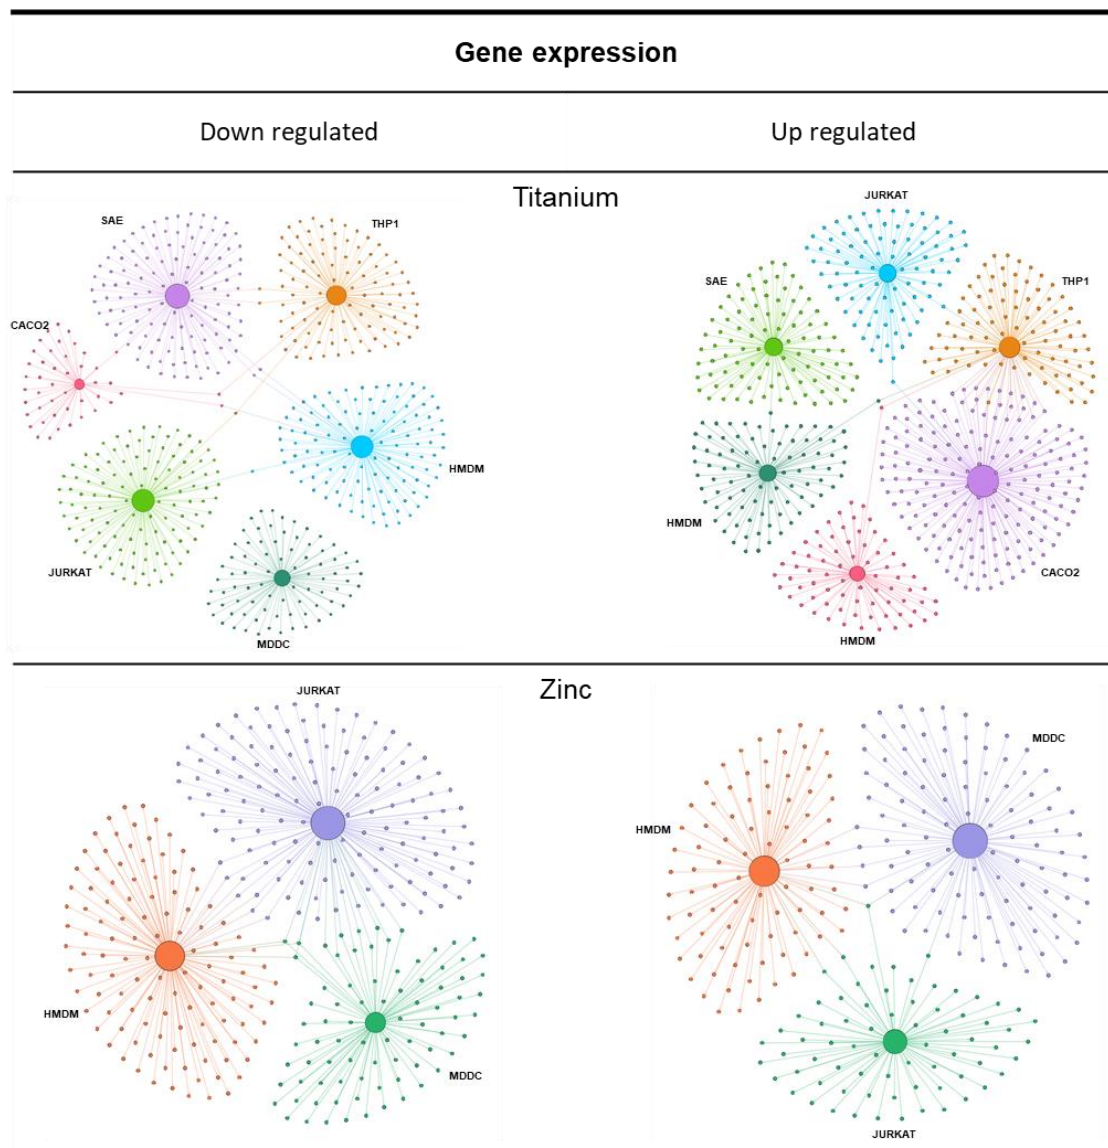 Gene expression
Down regulated
Up regulated
Titanium
SAE
THP1
CACO2
HMDM
JURKAT
MDDC
JURKAT
SAE
THP1
HMDM
CACO2
HMDM
Zinc
JURKAT
HMDM
MDDC
MDDC
HMDM
JURKAT